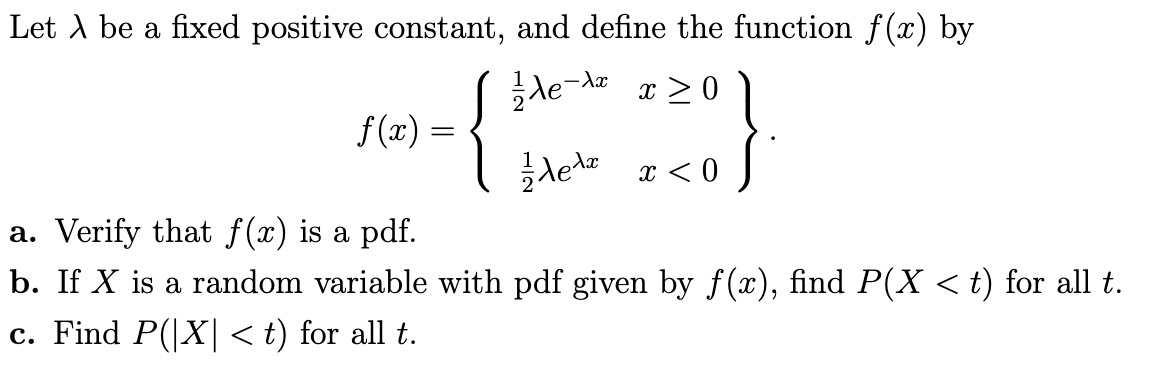 Let λ be a fixed positive constant, and define the function f(x) by
f(x) = { ½λe^{−λx} x ≥ 0
½λe^{λx} x < 0 } .
a. Verify that f(x) is a pdf.
b. If X is a random variable with pdf given by f(x), find P(X < t) for all t.
c. Find P(|X| < t) for all t.